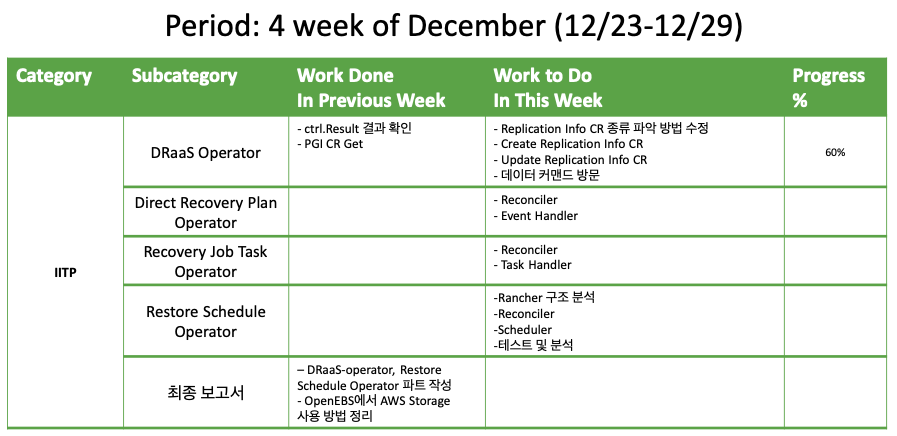 Period: 4 week of December (12/23-12/29)
Category
Subcategory
Work Done
In Previous Week
Work to Do
In This Week
Progress
%
IITP
DRaaS Operator
- ctrl.Result 결과 확인
- PGI CR Get
- Replication Info CR 종류 파악 방법 수정
- Create Replication Info CR
- Update Replication Info CR
- 데이터 커맨드 방문
60%
Direct Recovery Plan
Operator
- Reconciler
- Event Handler
Recovery Job Task
Operator
- Reconciler
- Task Handler
Restore Schedule
Operator
-Rancher 구조 분석
-Reconciler
-Scheduler
-테스트 및 분석
최종 보고서
– DRaaS-operator, Restore
Schedule Operator 파트 작성
- OpenEBS에서 AWS Storage
사용 방법 정리